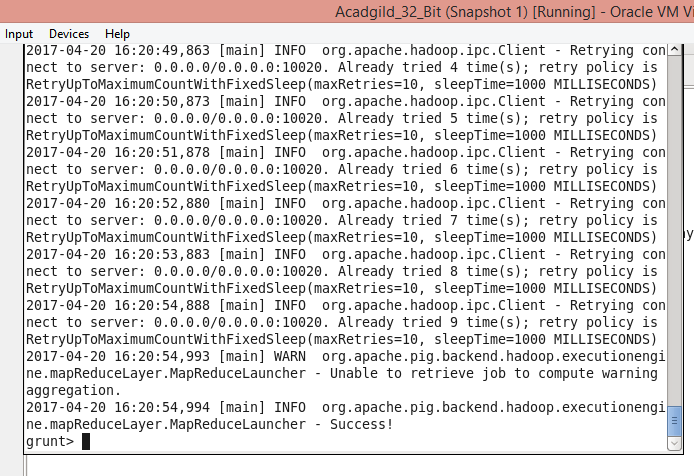 Acadgild_32_Bit (Snapshot 1) [Running] - Oracle VM Vi
Input Devices Help
2017-04-20 16:20:49,863 [main] INFO  org.apache.hadoop.ipc.Client - Retrying con
nect to server: 0.0.0.0/0.0.0.0:10020. Already tried 4 time(s); retry policy is
RetryUpToMaximumCountWithFixedSleep(maxRetries=10, sleepTime=1000 MILLISECONDS)
2017-04-20 16:20:50,873 [main] INFO  org.apache.hadoop.ipc.Client - Retrying con
nect to server: 0.0.0.0/0.0.0.0:10020. Already tried 5 time(s); retry policy is
RetryUpToMaximumCountWithFixedSleep(maxRetries=10, sleepTime=1000 MILLISECONDS)
2017-04-20 16:20:51,878 [main] INFO  org.apache.hadoop.ipc.Client - Retrying con
nect to server: 0.0.0.0/0.0.0.0:10020. Already tried 6 time(s); retry policy is
RetryUpToMaximumCountWithFixedSleep(maxRetries=10, sleepTime=1000 MILLISECONDS)
2017-04-20 16:20:52,880 [main] INFO  org.apache.hadoop.ipc.Client - Retrying con
nect to server: 0.0.0.0/0.0.0.0:10020. Already tried 7 time(s); retry policy is
RetryUpToMaximumCountWithFixedSleep(maxRetries=10, sleepTime=1000 MILLISECONDS)
2017-04-20 16:20:53,883 [main] INFO  org.apache.hadoop.ipc.Client - Retrying con
nect to server: 0.0.0.0/0.0.0.0:10020. Already tried 8 time(s); retry policy is
RetryUpToMaximumCountWithFixedSleep(maxRetries=10, sleepTime=1000 MILLISECONDS)
2017-04-20 16:20:54,888 [main] INFO  org.apache.hadoop.ipc.Client - Retrying con
nect to server: 0.0.0.0/0.0.0.0:10020. Already tried 9 time(s); retry policy is
RetryUpToMaximumCountWithFixedSleep(maxRetries=10, sleepTime=1000 MILLISECONDS)
2017-04-20 16:20:54,993 [main] WARN  org.apache.pig.backend.hadoop.executionengi
ne.mapReduceLayer.MapReduceLauncher - Unable to retrieve job to compute warning
aggregation.
2017-04-20 16:20:54,994 [main] INFO  org.apache.pig.backend.hadoop.executionengi
ne.mapReduceLayer.MapReduceLauncher - Success!
grunt>